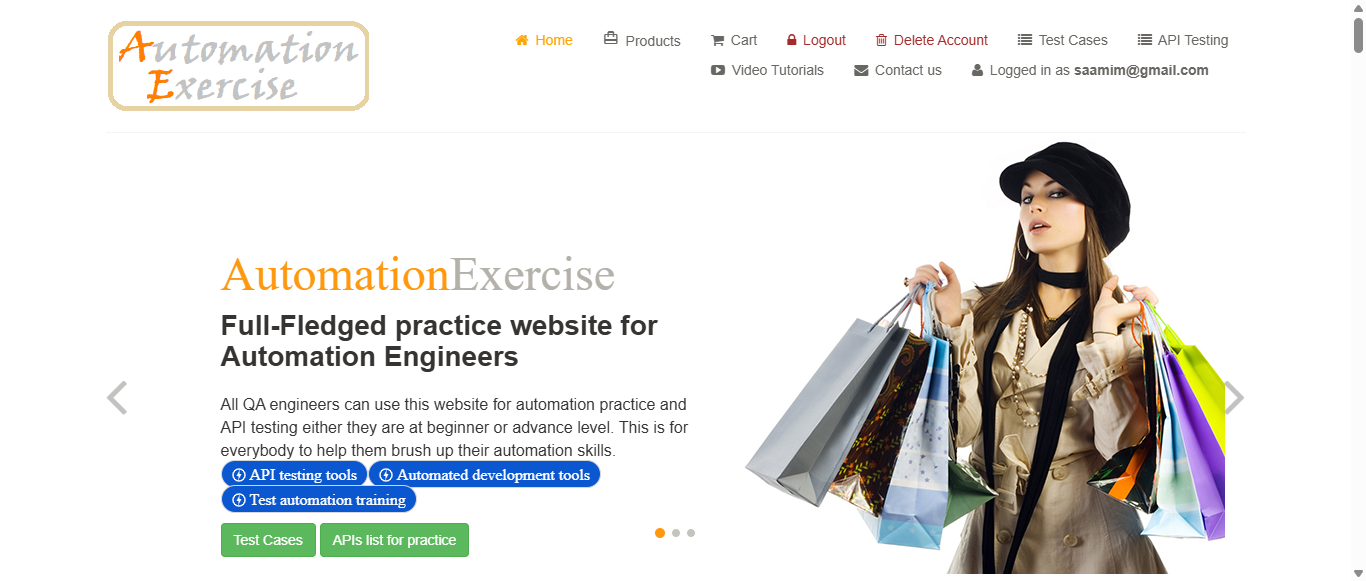 Automation
Exercise
Home Products Cart Logout Delete Account Test Cases API Testing
Video Tutorials Contact us Logged in as saamim@gmail.com
AutomationExercise
Full-Fledged practice website for
Automation Engineers
All QA engineers can use this website for automation practice and
API testing either they are at beginner or advance level. This is for
everybody to help them brush up their automation skills.
API testing tools Automated development tools
Test automation training
Test Cases APIs list for practice